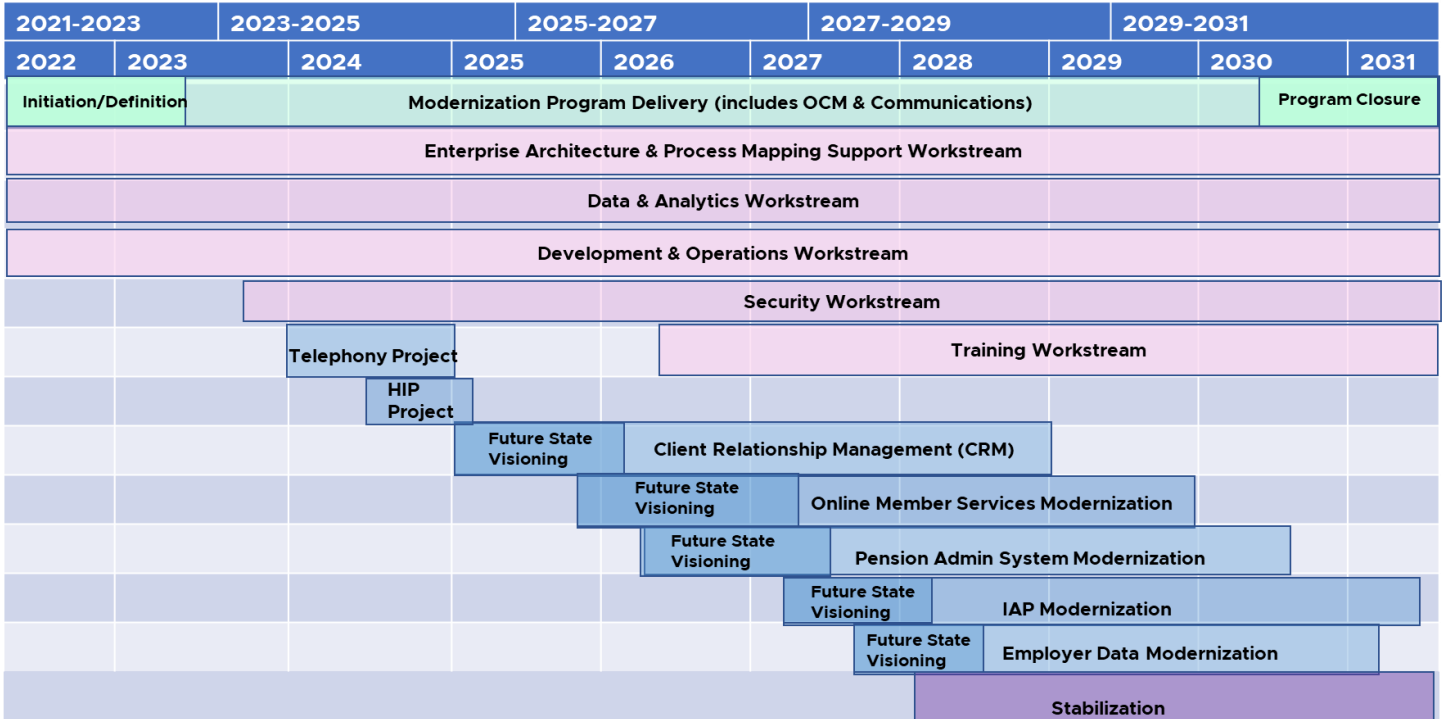 2021-2023 2023-2025 2025-2027 2027-2029 2029-2031
2022 2023 2024 2025 2026 2027 2028 2029 2030 2031
Initiation/Definition Modernization Program Delivery (includes OCM & Communications) Program Closure
Enterprise Architecture & Process Mapping Support Workstream
Data & Analytics Workstream
Development & Operations Workstream
Security Workstream
Telephony Project Training Workstream
HIP
Project
Future State
Visioning
Client Relationship Management (CRM)
Future State
Visioning
Online Member Services Modernization
Future State
Visioning
Pension Admin System Modernization
Future State
Visioning
IAP Modernization
Future State
Visioning
Employer Data Modernization
Stabilization